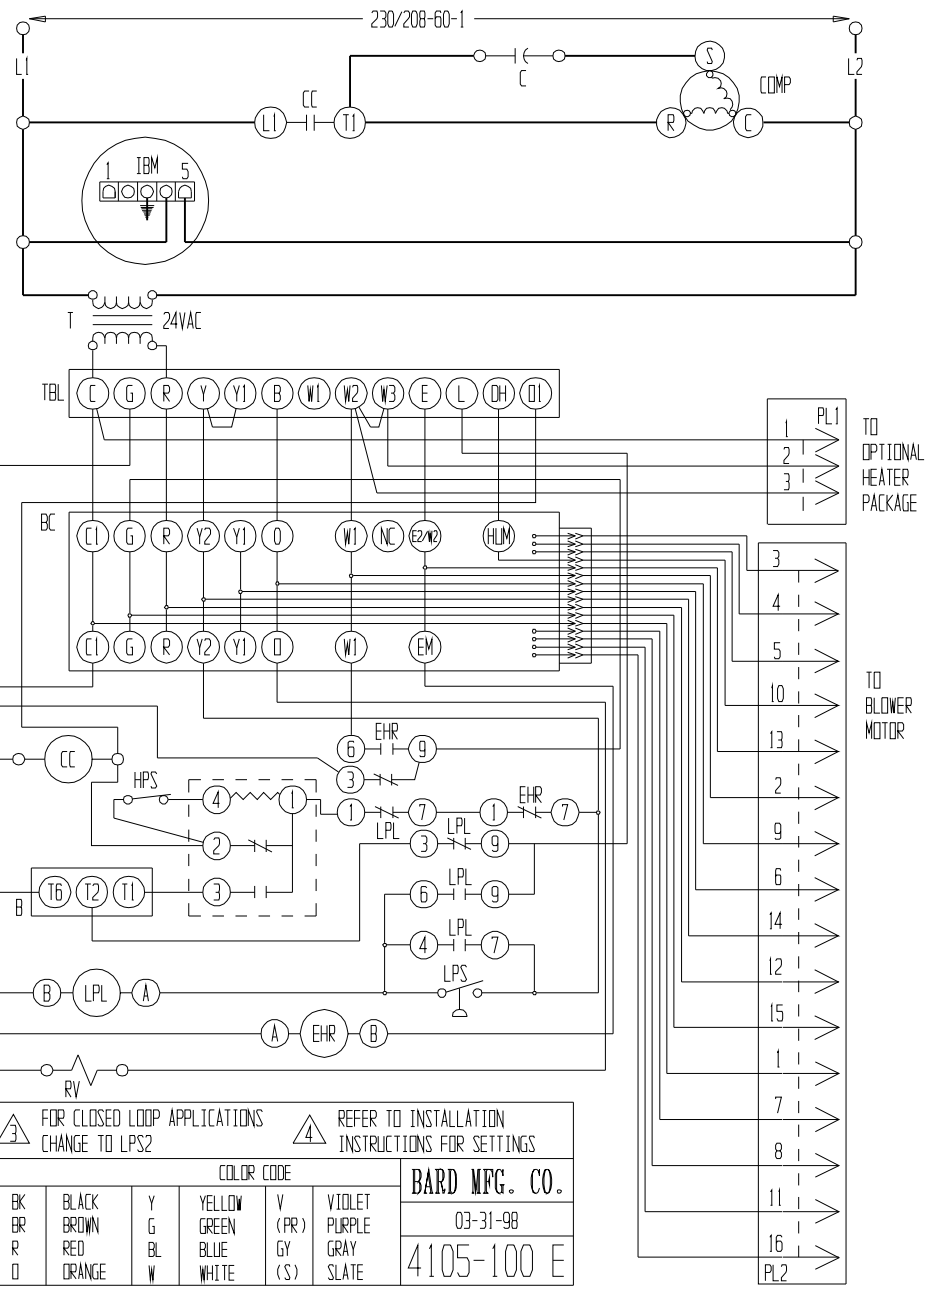 230/208-60-1
L1
L2
C
S
COMP
CC
L1
T1
R
C
1 IBM 5
T
24VAC
TBL
C G R Y Y1 B W1 W2 W3 E L OH O1
PL1
1
2
3
TO
OPTIONAL
HEATER
PACKAGE
BC
C1 G R Y2 Y1 O W1 NC E2/W2 HUM
C1 G R Y2 Y1 O W1 EM
3
4
5
10
13
2
9
6
14
12
15
1
7
8
11
16
PL2
TO
BLOWER
MOTOR
EHR
6 9
CC
3
HPS
4 1
1 7
LPL
EHR
1 7
LPL
3 9
2
LPL
6 9
B
T6 T2 T1
3
LPL
4 7
LPS
B LPL A
A EHR B
RV
3
FOR CLOSED LOOP APPLICATIONS
CHANGE TO LPS2
4
REFER TO INSTALLATION
INSTRUCTIONS FOR SETTINGS
COLOR CODE
BK BLACK Y YELLOW V VIOLET
BR BROWN G GREEN (PR) PURPLE
R RED BL BLUE GY GRAY
O ORANGE W WHITE (S) SLATE
BARD MFG. CO.
03-31-98
4105-100 E